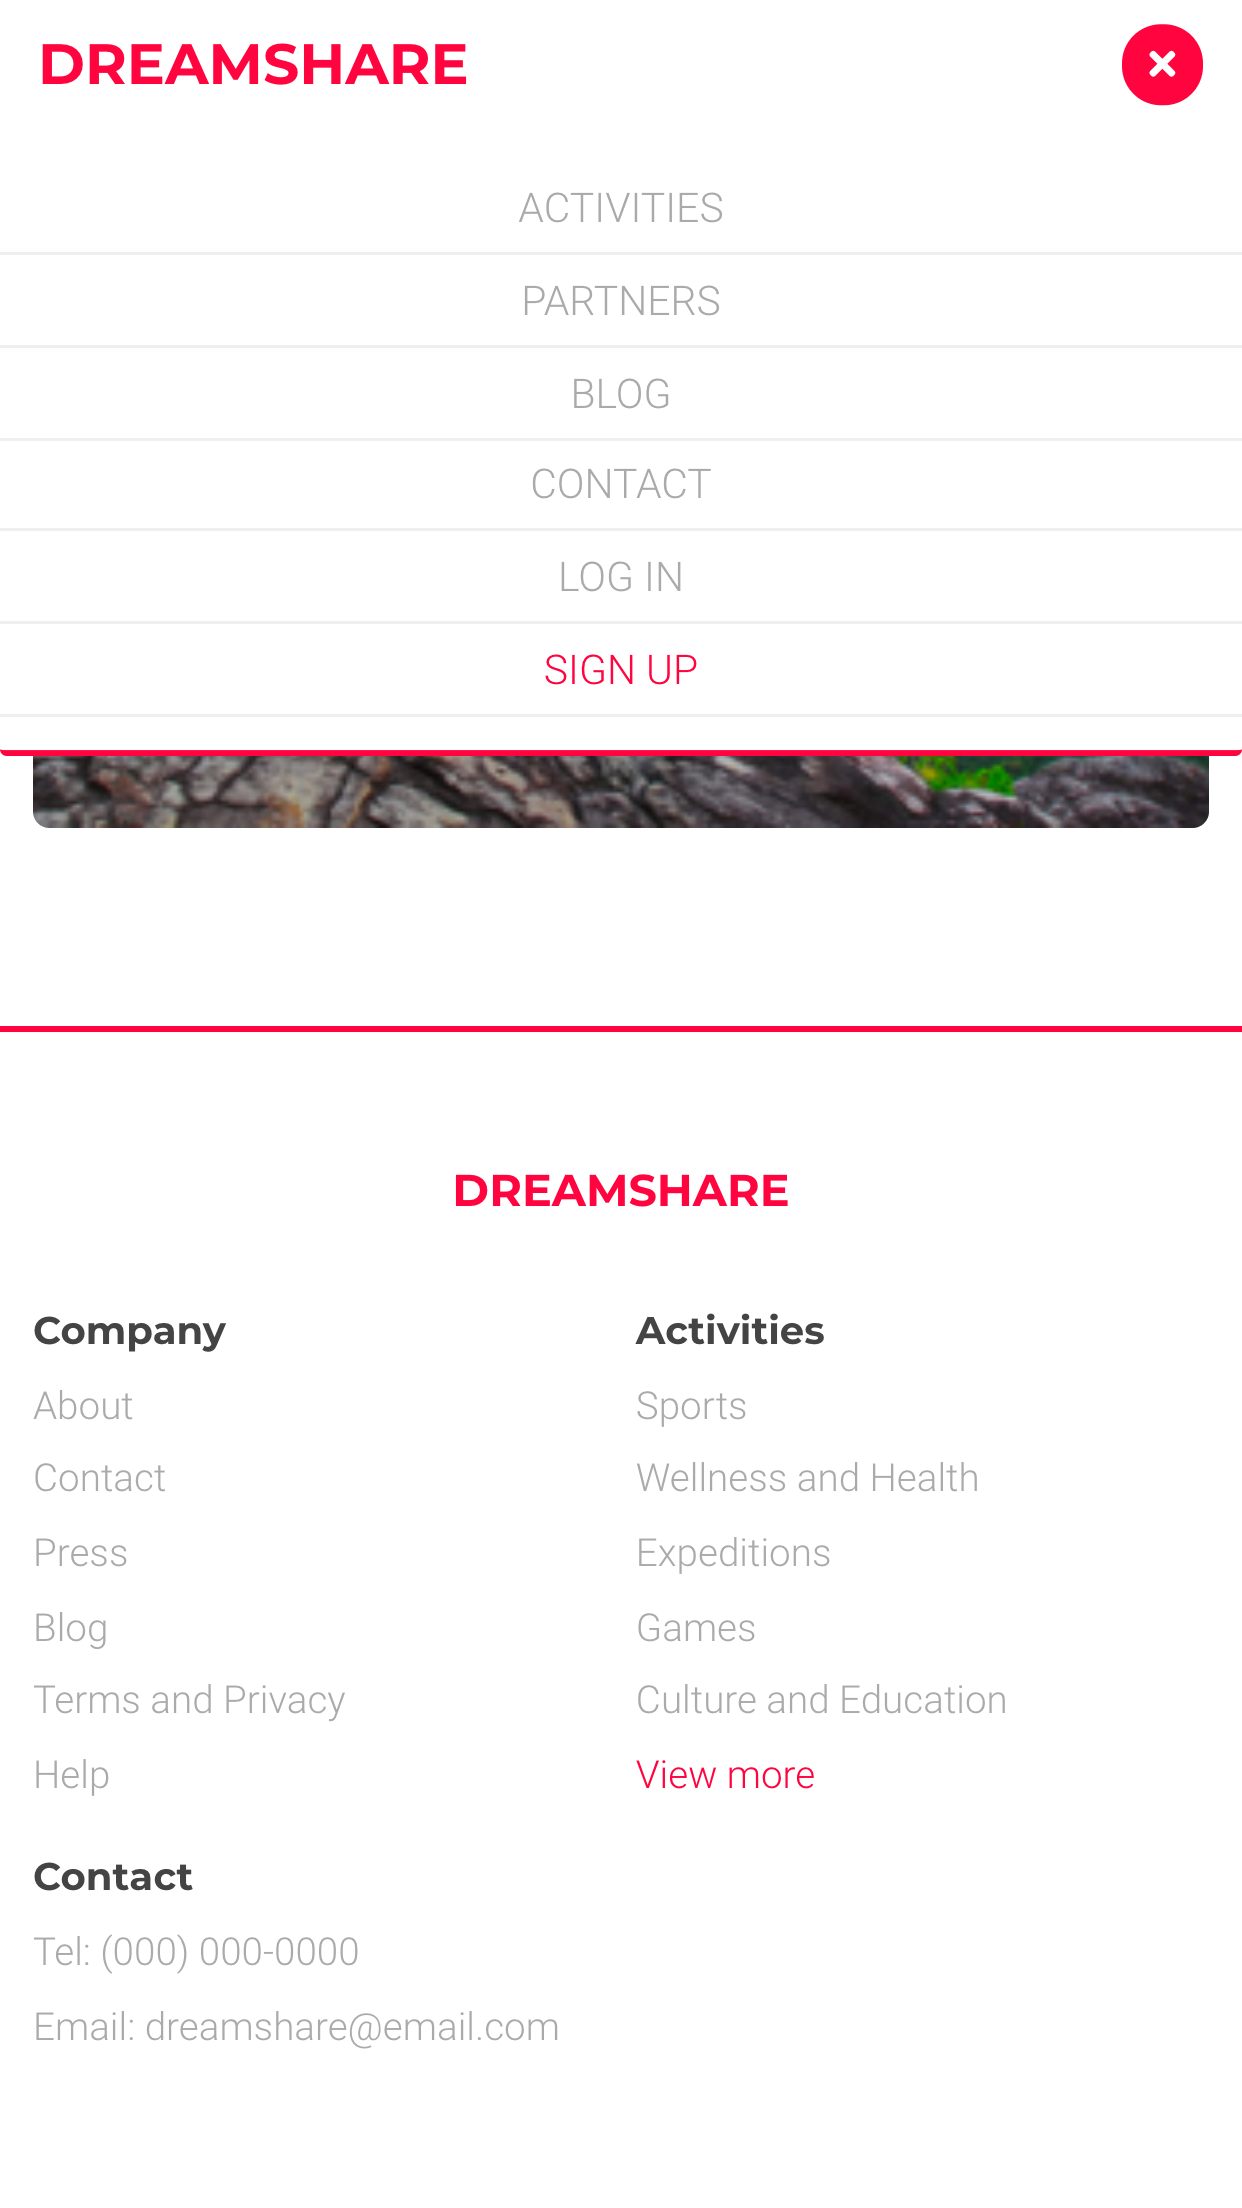 DREAMSHARE
ACTIVITIES
PARTNERS
BLOG
CONTACT
LOG IN
SIGN UP
DREAMSHARE
Company
About
Contact
Press
Blog
Terms and Privacy
Help
Activities
Sports
Wellness and Health
Expeditions
Games
Culture and Education
View more
Contact
Tel: (000) 000-0000
Email: dreamshare@email.com